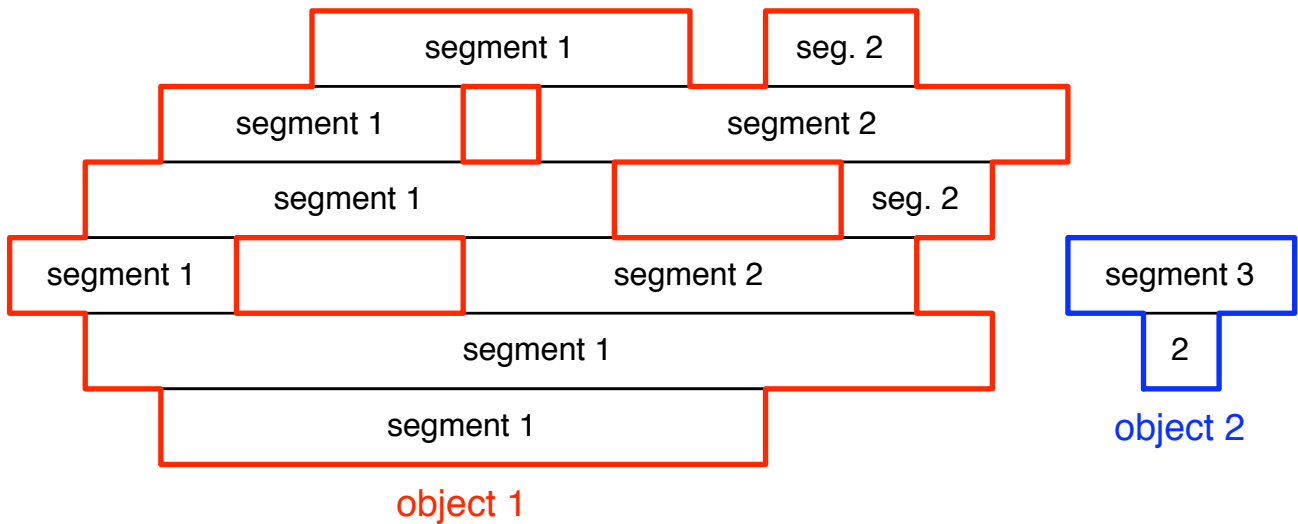 segment 1 seg. 2
segment 1 segment 2
segment 1 seg. 2
segment 1 segment 2 segment 3
segment 1 2
segment 1 object 2
object 1